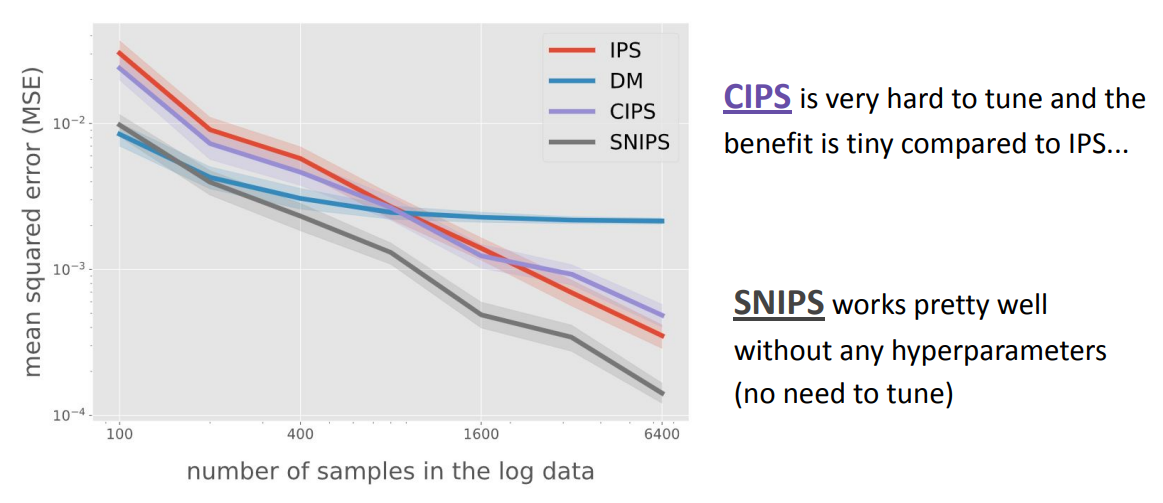 IPS
DM
CIPS
SNIPS
mean squared error (MSE)
10⁻²
10⁻³
10⁻⁴
100
400
1600
6400
number of samples in the log data
CIPS is very hard to tune and the
benefit is tiny compared to IPS...
SNIPS works pretty well
without any hyperparameters
(no need to tune)